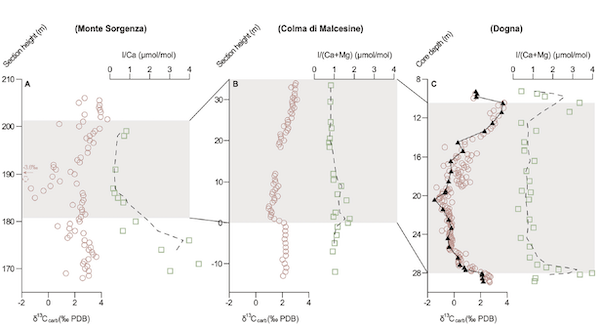 (Monte Sorgenza)
(Colma di Malcesine)
(Dogna)
Section height (m)
I/Ca (μmol/mol)
0 1 2 3 4
210
200
190
180
170
A
-3.0‰
-2 0 2 4
δ¹³Ccarb(‰ PDB)
Section height (m)
I/(Ca+Mg) (μmol/mol)
0 1 2 3 4
30
20
10
0
-10
B
-2 0 2 4
δ¹³Ccarb(‰ PDB)
Core depth (m)
I/(Ca+Mg) (μmol/mol)
0 1 2 3 4
8
12
16
20
24
28
C
-2 0 2 4
δ¹³Ccarb(‰ PDB)